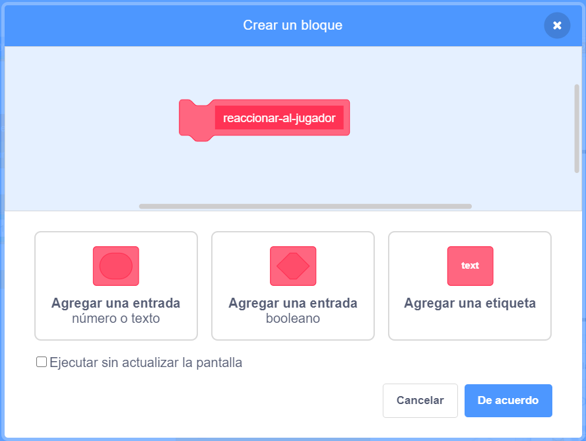 Crear un bloque
reaccionar-al-jugador
Agregar una entrada
número o texto
Agregar una entrada
booleano
text
Agregar una etiqueta
Ejecutar sin actualizar la pantalla
Cancelar
De acuerdo